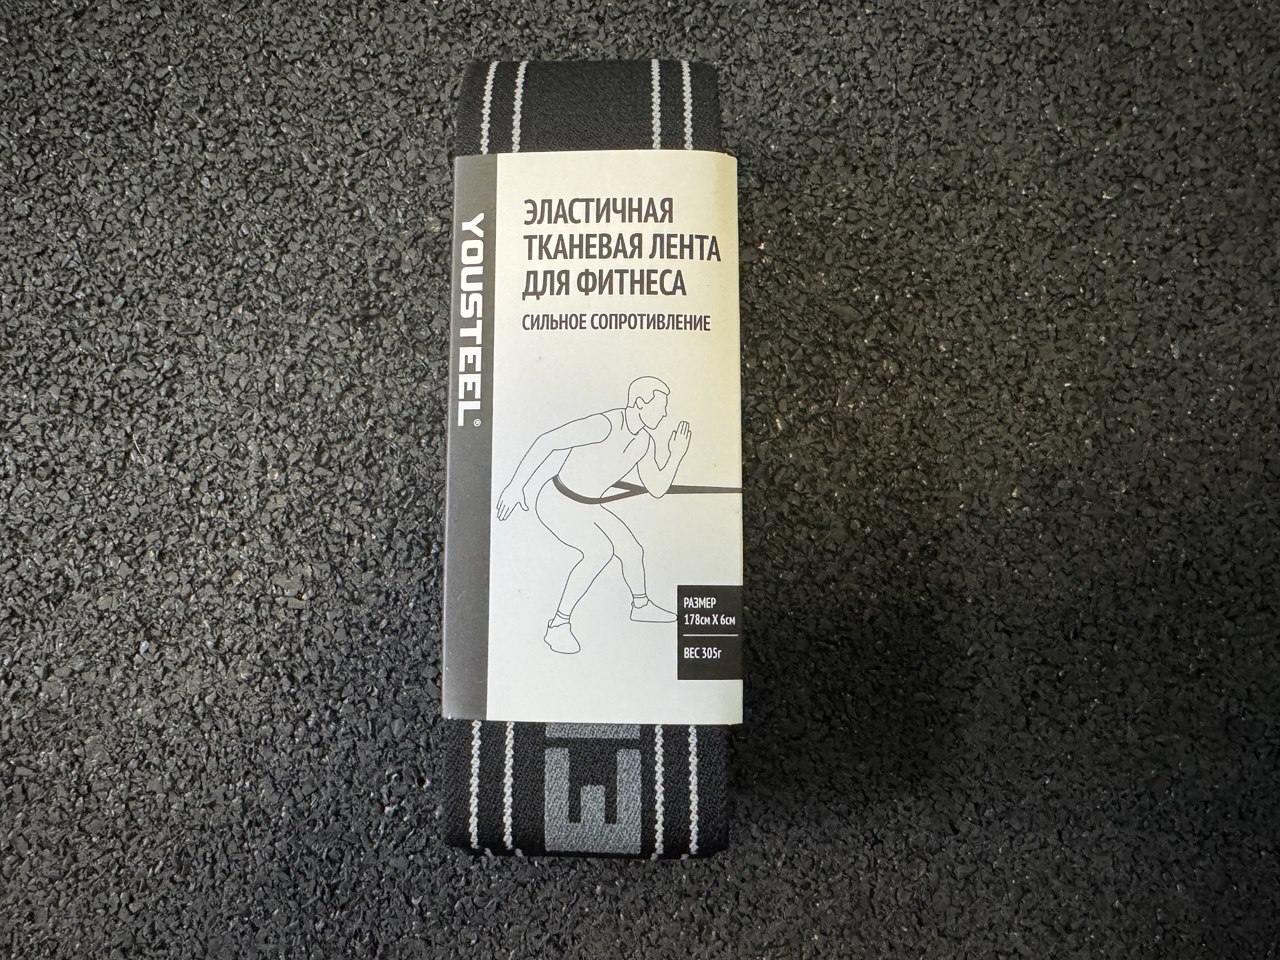 YOUSTEEL®
ЭЛАСТИЧНАЯ
ТКАНЕВАЯ ЛЕНТА
ДЛЯ ФИТНЕСА
СИЛЬНОЕ СОПРОТИВЛЕНИЕ
РАЗМЕР
178см X 6см
ВЕС 305г